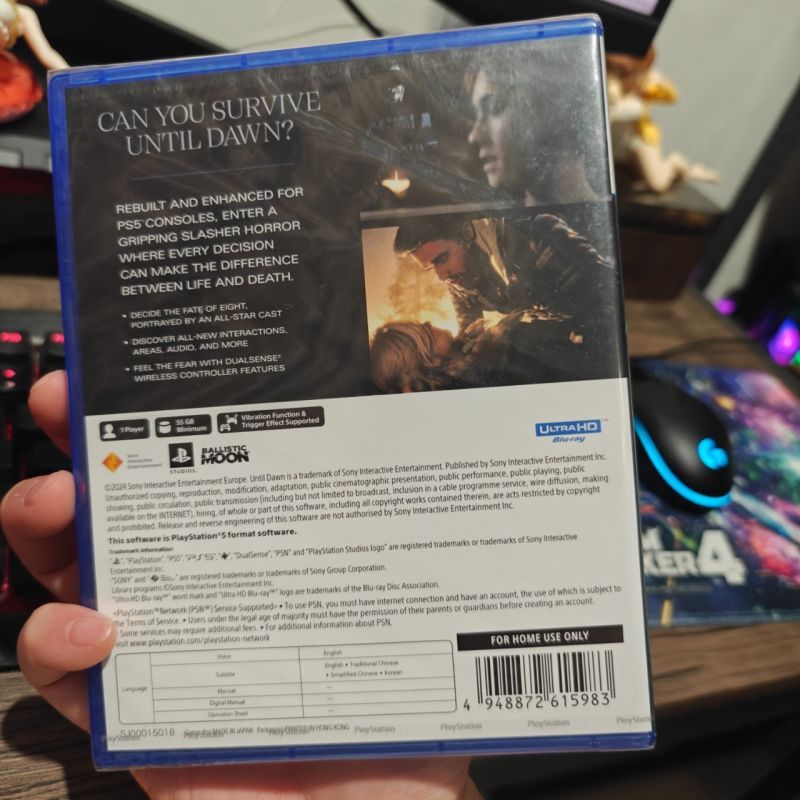 CAN YOU SURVIVE
UNTIL DAWN?
REBUILT AND ENHANCED FOR
PS5 CONSOLES, ENTER A
GRIPPING SLASHER HORROR
WHERE EVERY DECISION
CAN MAKE THE DIFFERENCE
BETWEEN LIFE AND DEATH.
• DECIDE THE FATE OF EIGHT,
PORTRAYED BY AN ALL-STAR CAST
• DISCOVER ALL-NEW INTERACTIONS,
AREAS, AUDIO, AND MORE
• FEEL THE FEAR WITH DUALSENSE®
WIRELESS CONTROLLER FEATURES
1 Player
55 GB
Minimum
Vibration Function &
Trigger Effect Supported
ULTRA HD™
Blu-ray
Sony
Interactive
Entertainment
STUDIOS
BALLISTIC
MOON
©2024 Sony Interactive Entertainment Europe. Until Dawn is a trademark of Sony Interactive Entertainment. Published by Sony Interactive Entertainment Inc.
Unauthorized copying, reproduction, modification, adaptation, public cinematographic presentation, public performance, public playing, public
showing, public circulation, public transmission (including but not limited to broadcast, inclusion in a cable programme service, wire diffusion, making
available on the INTERNET), hiring, of whole or part of this software, including all copyright works contained therein, are acts restricted by copyright
and prohibited. Release and reverse engineering of this software are not authorised by Sony Interactive Entertainment Inc.
This software is PlayStation®5 format software.
Trademark information
", "PlayStation", "PS5", "PS5", " ", "DualSense", "PSN" and "PlayStation Studios logo" are registered trademarks or trademarks of Sony Interactive
Entertainment Inc.
"SONY" and " " are registered trademarks or trademarks of Sony Group Corporation.
Library programs ©Sony Interactive Entertainment Inc.
"Ultra HD Blu-ray™" word mark and "Ultra HD Blu-ray™" logo are trademarks of the Blu-ray Disc Association.
<PlayStation™Network (PSN™) Service Supported> • To use PSN, you must have internet connection and have an account, the use of which is subject to
the Terms of Service. • Users under the legal age of majority must have the permission of their parents or guardians before creating an account.
• Some services may require additional fees. • For additional information about PSN,
visit www.playstation.com/playstation-network
FOR HOME USE ONLY
Language
Voice English
Subtitle English • Traditional Chinese
• Simplified Chinese • Korean
Manual ---
Digital Manual ---
Operation Sheet ---
4 948872 615983
SJ00015018 Game disc MADE IN JAPAN Packaging PRINTED IN HONG KONG
PlayStation PlayStation PlayStation PlayStation
KER4